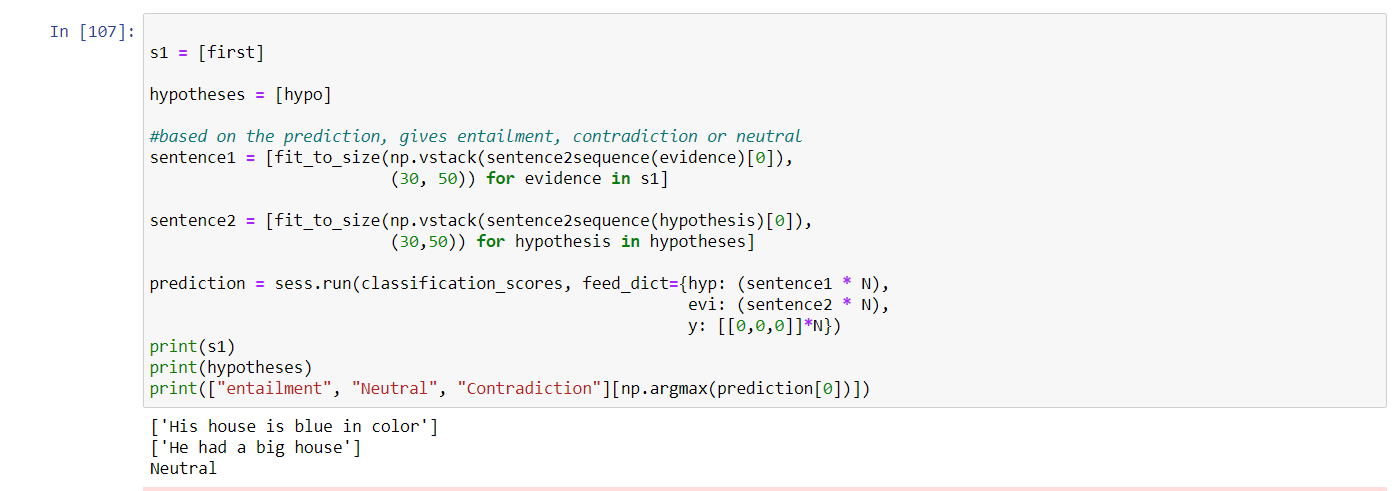 In [107]:
s1 = [first]
hypotheses = [hypo]
#based on the prediction, gives entailment, contradiction or neutral
sentence1 = [fit_to_size(np.vstack(sentence2sequence(evidence)[0]),
(30, 50)) for evidence in s1]
sentence2 = [fit_to_size(np.vstack(sentence2sequence(hypothesis)[0]),
(30,50)) for hypothesis in hypotheses]
prediction = sess.run(classification_scores, feed_dict={hyp: (sentence1 * N),
evi: (sentence2 * N),
y: [[0,0,0]]*N})
print(s1)
print(hypotheses)
print(["entailment", "Neutral", "Contradiction"][np.argmax(prediction[0])])
['His house is blue in color']
['He had a big house']
Neutral